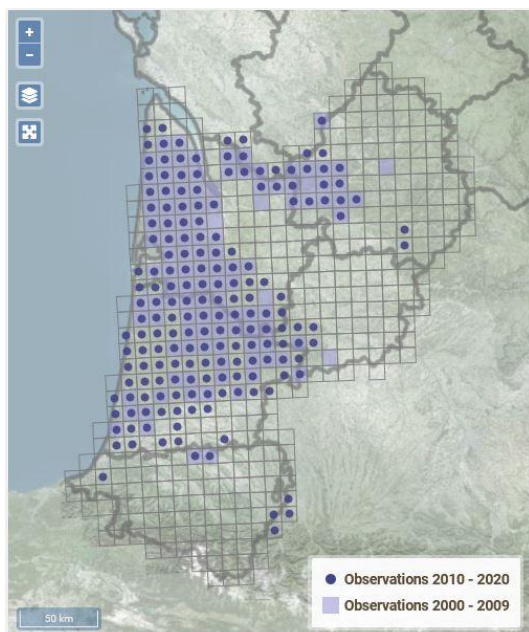 +
−
50 km
Observations 2010 - 2020
Observations 2000 - 2009